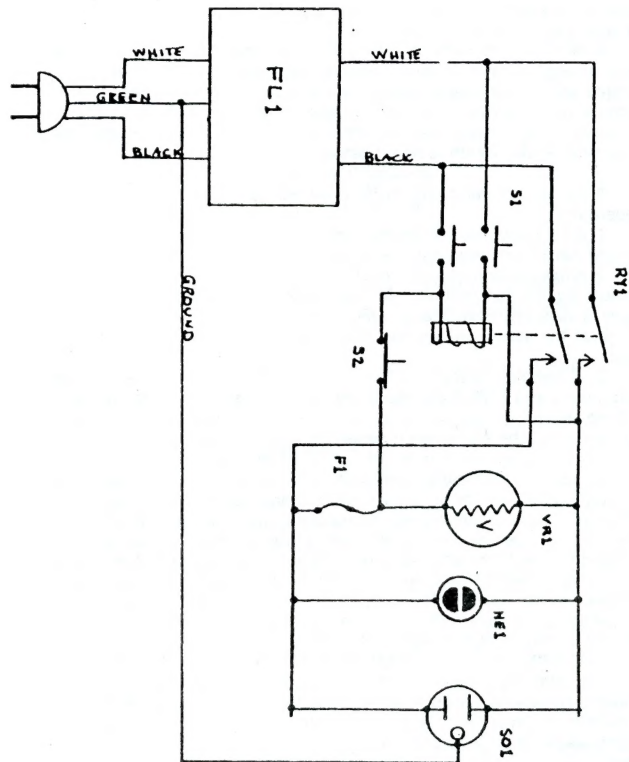 WHITE
GREEN
BLACK
FL1
WHITE
BLACK
GROUND
S1
RY1
S2
F1
V
VR1
NE1
SO1